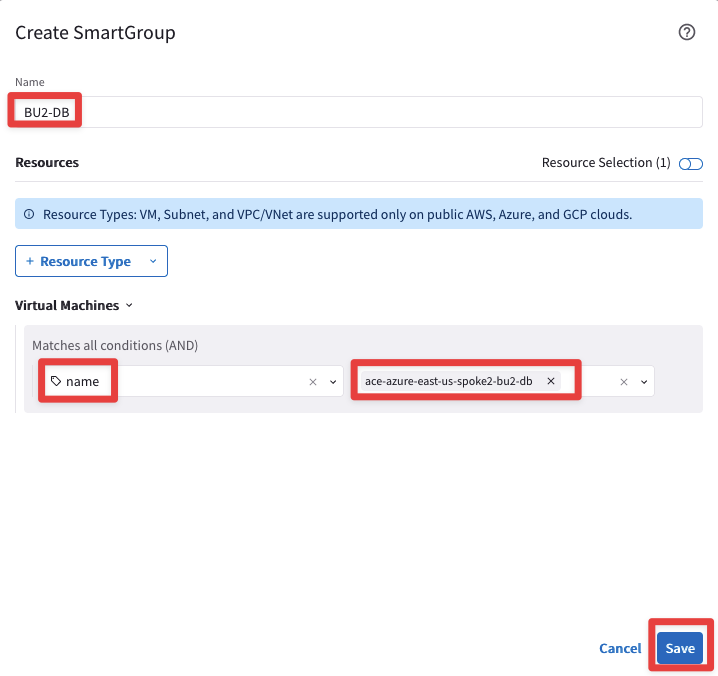 Create SmartGroup
Name
BU2-DB
Resources
Resource Selection (1)
Resource Types: VM, Subnet, and VPC/VNet are supported only on public AWS, Azure, and GCP clouds.
+ Resource Type
Virtual Machines
Matches all conditions (AND)
name
ace-azure-east-us-spoke2-bu2-db
Cancel
Save